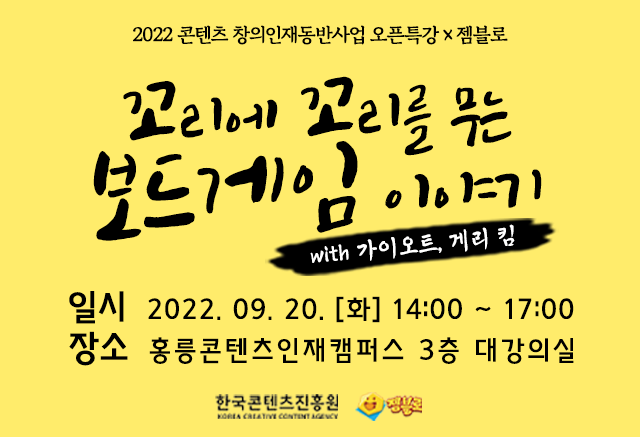 2022 콘텐츠 창의인재동반사업 오픈특강 x 젬블로
꼬리에 꼬리를 무는
보드게임 이야기
with 가이오트, 게리 킴
일시 2022. 09. 20. [화] 14:00 ~ 17:00
장소 홍릉콘텐츠인재캠퍼스 3층 대강의실
한국콘텐츠진흥원 젬블로
KOREA CREATIVE CONTENT AGENCY